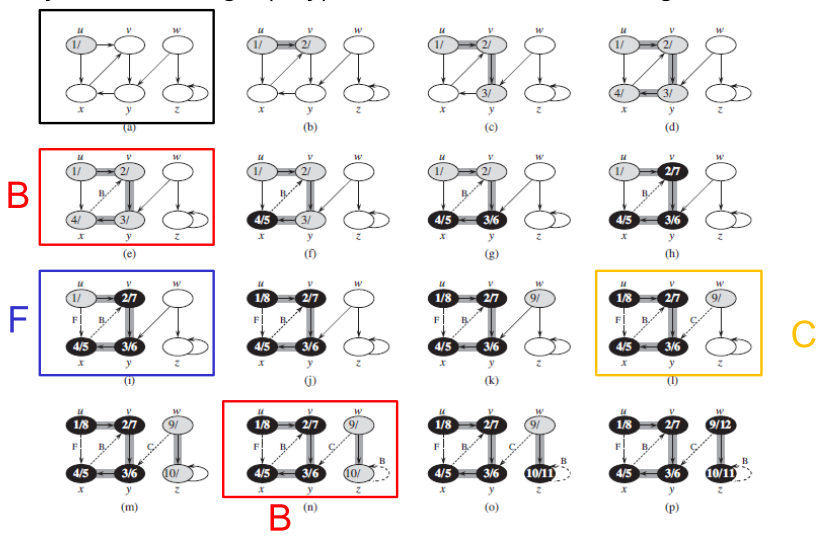 u v w u v w u v w u v w
1/ 1/ 2/ 1/ 2/ 1/ 2/
3/ 4/ 3/
x y z x y z x y z x y z
(a) (b) (c) (d)
u v w u v w u v w u v w
1/ 2/ 1/ 2/ 1/ 2/ 1/ 2/7
B B B B B
4/ 3/ 4/5 3/ 4/5 3/6 4/5 3/6
x y z x y z x y z x y z
(e) (f) (g) (h)
u v w u v w u v w u v w
1/ 2/7 1/8 2/7 1/8 2/7 9/ 1/8 2/7 9/
F F B F B F B F B C C
4/5 3/6 4/5 3/6 4/5 3/6 4/5 3/6
x y z x y z x y z x y z
(i) (j) (k) (l)
u v w u v w u v w u v w
1/8 2/7 9/ 1/8 2/7 9/ 1/8 2/7 9/ 1/8 2/7 9/12
F B C F B C B F B C B F B C B
4/5 3/6 10/ 4/5 3/6 10/ 4/5 3/6 10/11 4/5 3/6 10/11
x y z x y z x y z x y z
(m) (n) (o) (p)
B